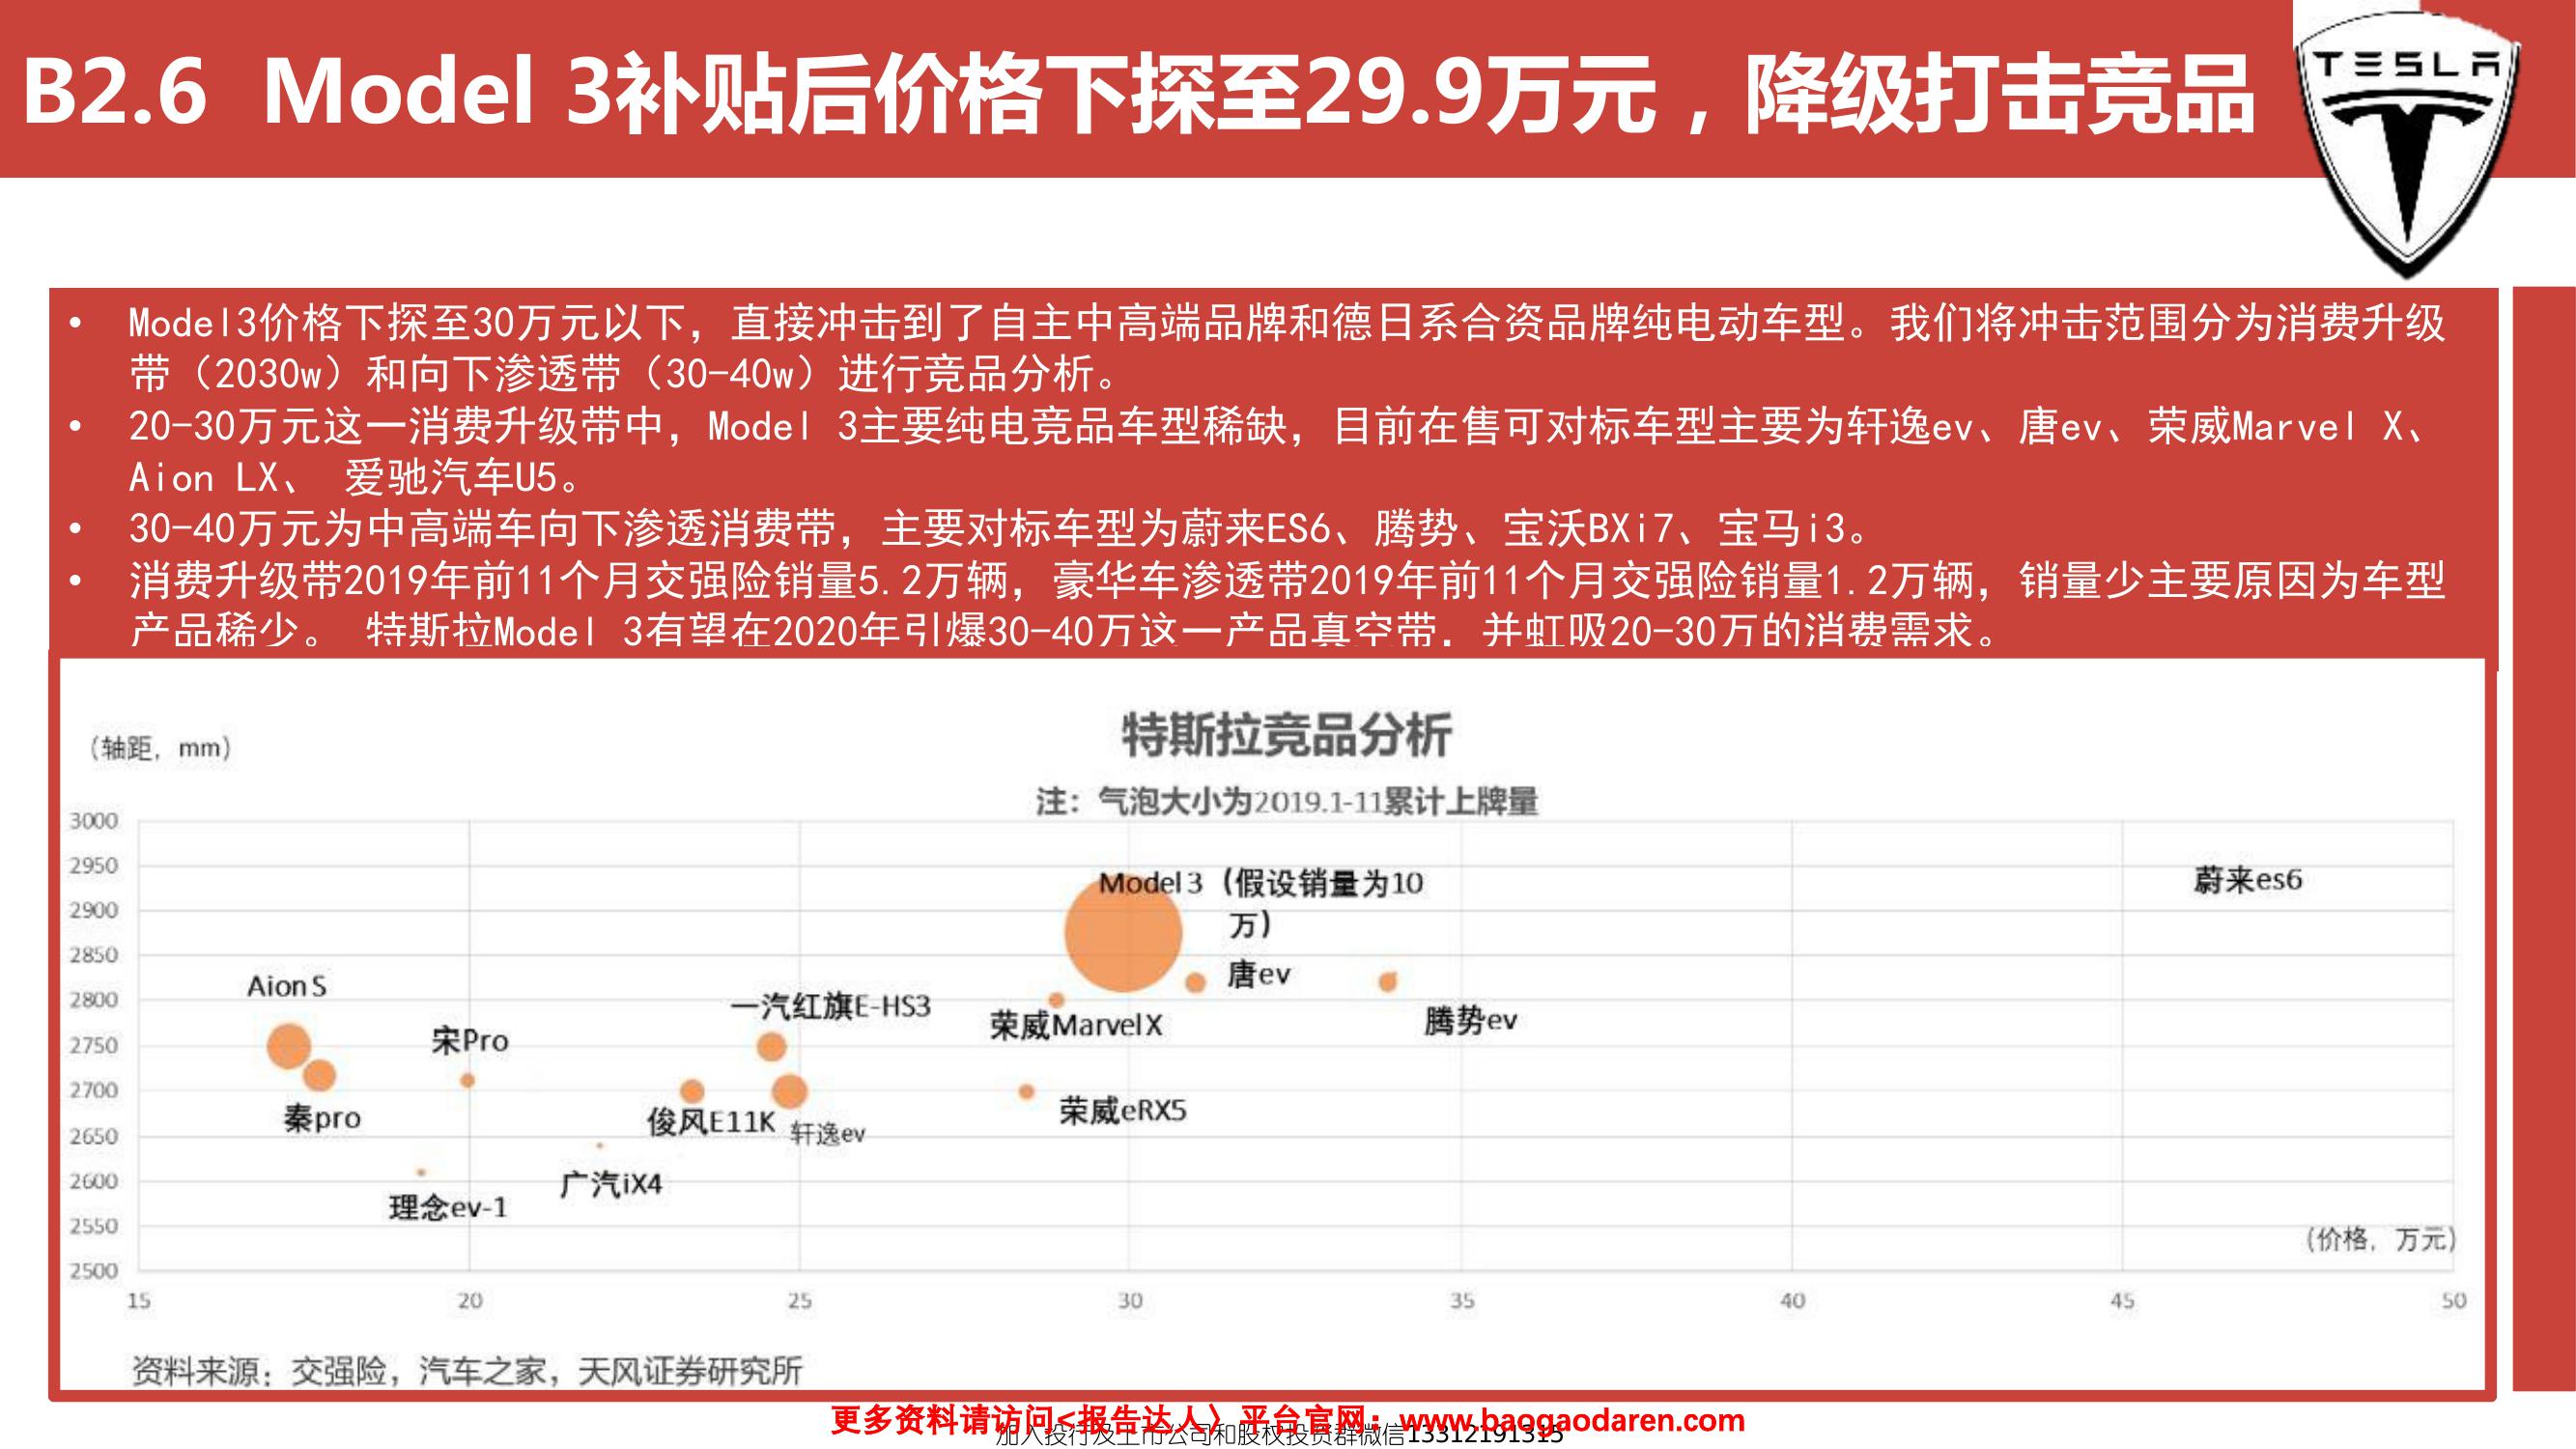 B2.6 Model 3补贴后价格下探至29.9万元，降级打击竞品
TESLA
• Model3价格下探至30万元以下，直接冲击到了自主中高端品牌和德日系合资品牌纯电动车型。我们将冲击范围分为消费升级
带（2030w）和向下渗透带（30-40w）进行竞品分析。
• 20-30万元这一消费升级带中，Model 3主要纯电竞品车型稀缺，目前在售可对标车型主要为轩逸ev、唐ev、荣威Marvel X、
Aion LX、 爱驰汽车U5。
• 30-40万元为中高端车向下渗透消费带，主要对标车型为蔚来ES6、腾势、宝沃BXi7、宝马i3。
• 消费升级带2019年前11个月交强险销量5.2万辆，豪华车渗透带2019年前11个月交强险销量1.2万辆，销量少主要原因为车型
产品稀少。 特斯拉Model 3有望在2020年引爆30-40万这一产品真空带，并虹吸20-30万的消费需求。
特斯拉竞品分析
（轴距，mm）
注：气泡大小为2019.1-11累计上牌量
3000
2950
2900
2850
2800
2750
2700
2650
2600
2550
2500
Model 3（假设销量为10
万）
蔚来es6
唐ev
Aion S
一汽红旗E-HS3
荣威Marvel X
腾势ev
宋Pro
秦pro
俊风E11K
轩逸ev
荣威eRX5
广汽iX4
理念ev-1
（价格，万元）
15 20 25 30 35 40 45 50
资料来源：交强险，汽车之家，天风证券研究所
更多资料请访问<报告达人〉平台官网：www.baogaodaren.com
加入投行及上市公司和股权投资群微信13312191315